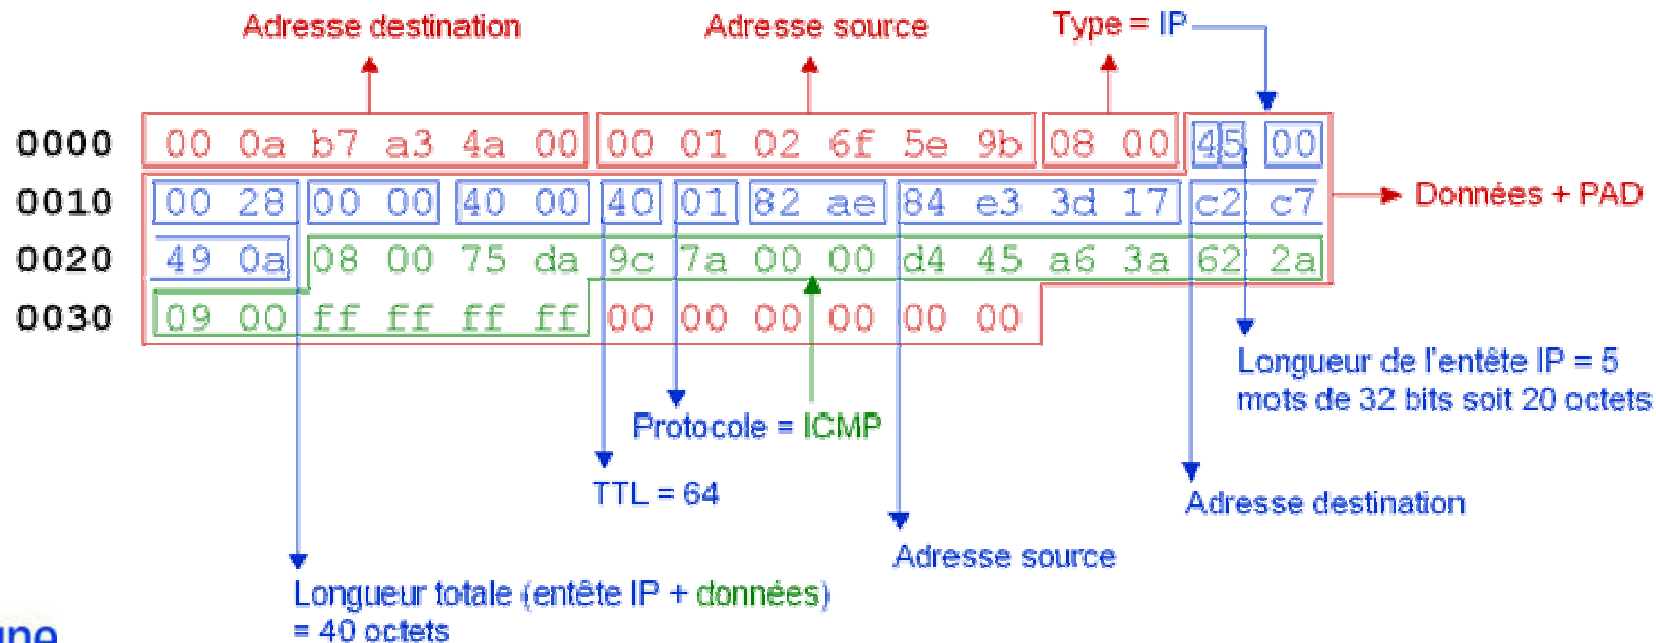 Adresse destination Adresse source Type = IP
0000 00 0a b7 a3 4a 00 00 01 02 6f 5e 9b 08 00 45 00
0010 00 28 00 00 40 00 40 01 82 ae 84 e3 3d 17 c2 c7
Données + PAD
0020 49 0a 08 00 75 da 9c 7a 00 00 d4 45 a6 3a 62 2a
0030 09 00 ff ff ff ff 00 00 00 00 00 00
Longueur de l'entête IP = 5
mots de 32 bits soit 20 octets
Protocole = ICMP
TTL = 64
Adresse destination
Adresse source
Longueur totale (entête IP + données)
= 40 octets